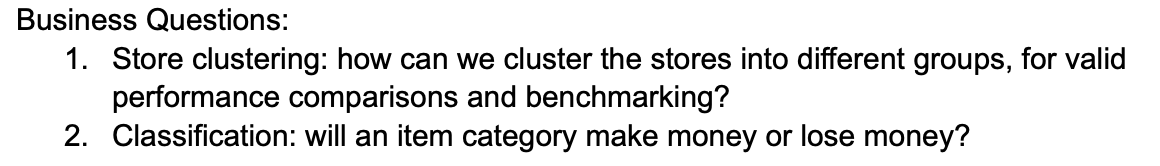 Business Questions:
1. Store clustering: how can we cluster the stores into different groups, for valid
performance comparisons and benchmarking?
2. Classification: will an item category make money or lose money?